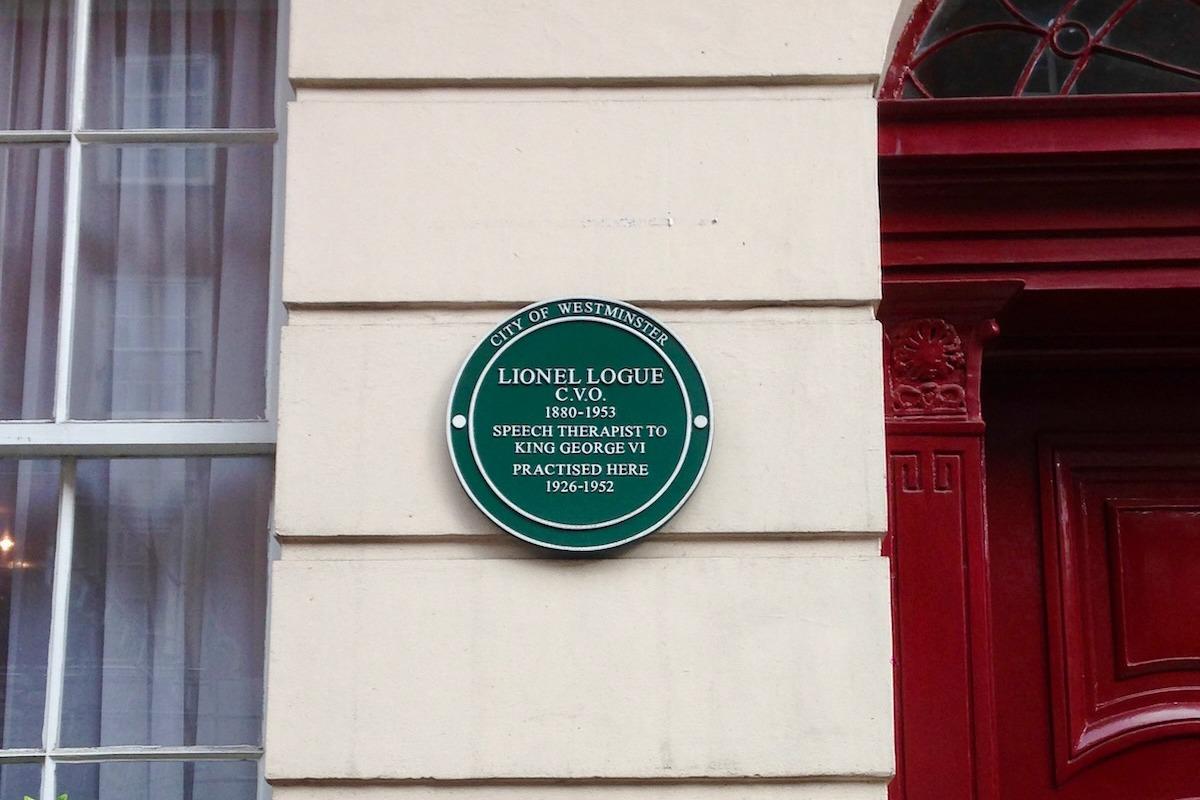 CITY OF WESTMINSTER
LIONEL LOGUE
C.V.O.
1880-1953
SPEECH THERAPIST TO
KING GEORGE VI
PRACTISED HERE
1926-1952